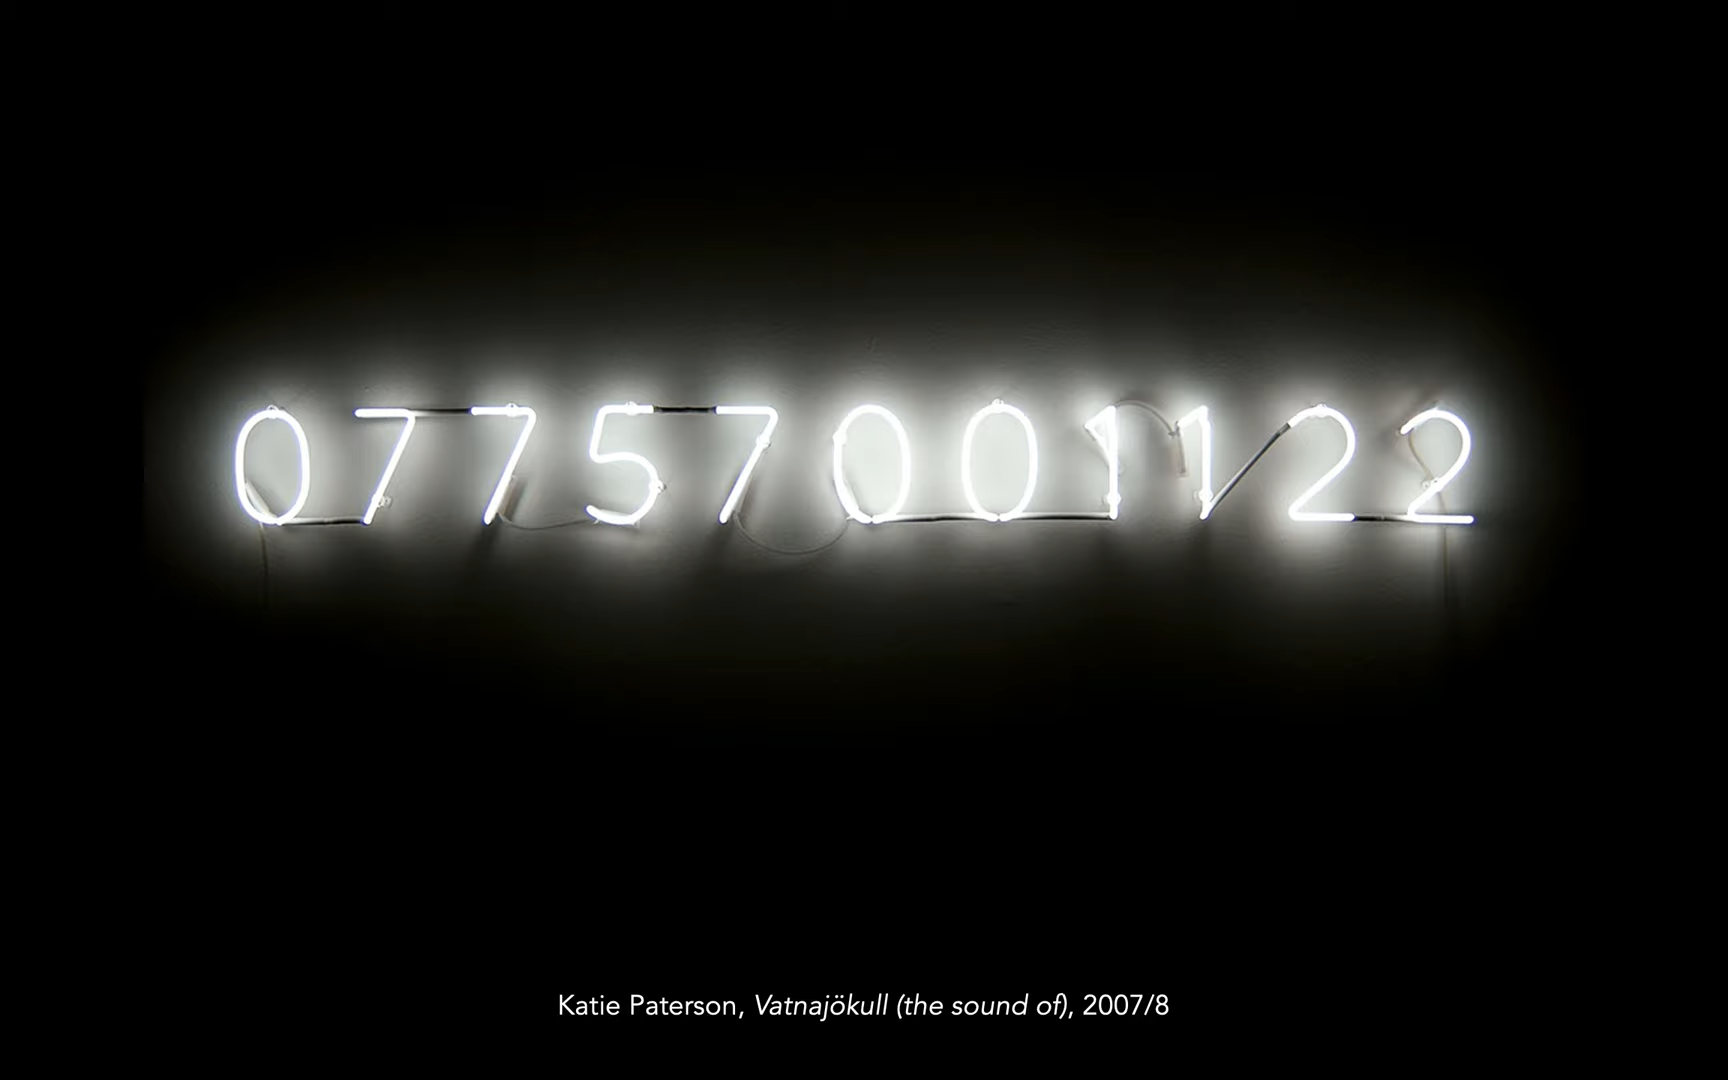 07757001122
Katie Paterson, Vatnajökull (the sound of), 2007/8